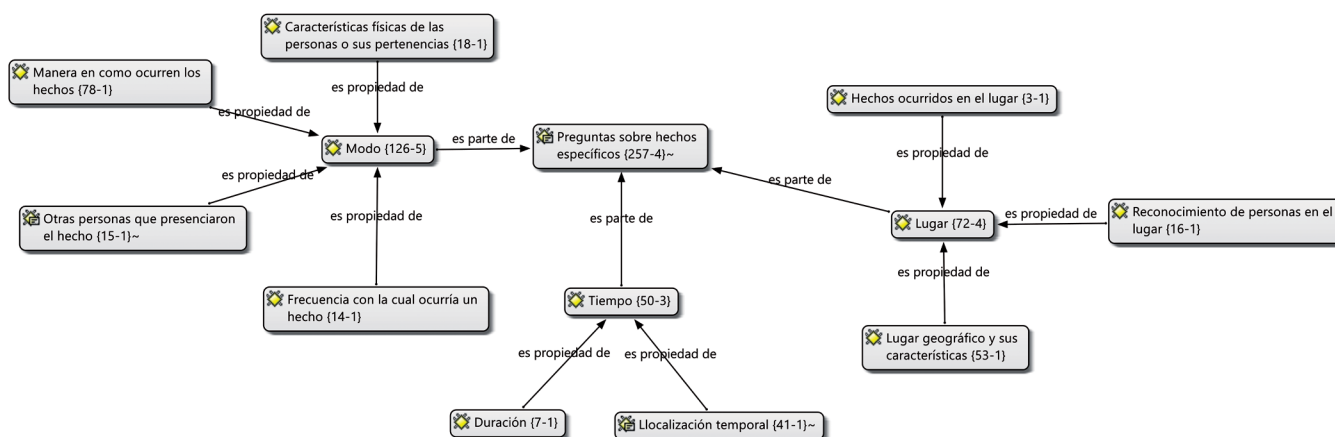 Características físicas de las
personas o sus pertenencias {18-1}
es propiedad de
Manera en como ocurren los
hechos {78-1}
es propiedad de
Hechos ocurridos en el lugar {3-1}
es propiedad de
Modo {126-5}
es parte de
Preguntas sobre hechos
específicos {257-4}~
es propiedad de
es parte de
Otras personas que presenciaron
el hecho {15-1}~
es propiedad de
es parte de
Lugar {72-4}
es propiedad de
Reconocimiento de personas en el
lugar {16-1}
es propiedad de
Frecuencia con la cual ocurría un
hecho {14-1}
Tiempo {50-3}
Lugar geográfico y sus
características {53-1}
es propiedad de
es propiedad de
Duración {7-1}
Llocalización temporal {41-1}~